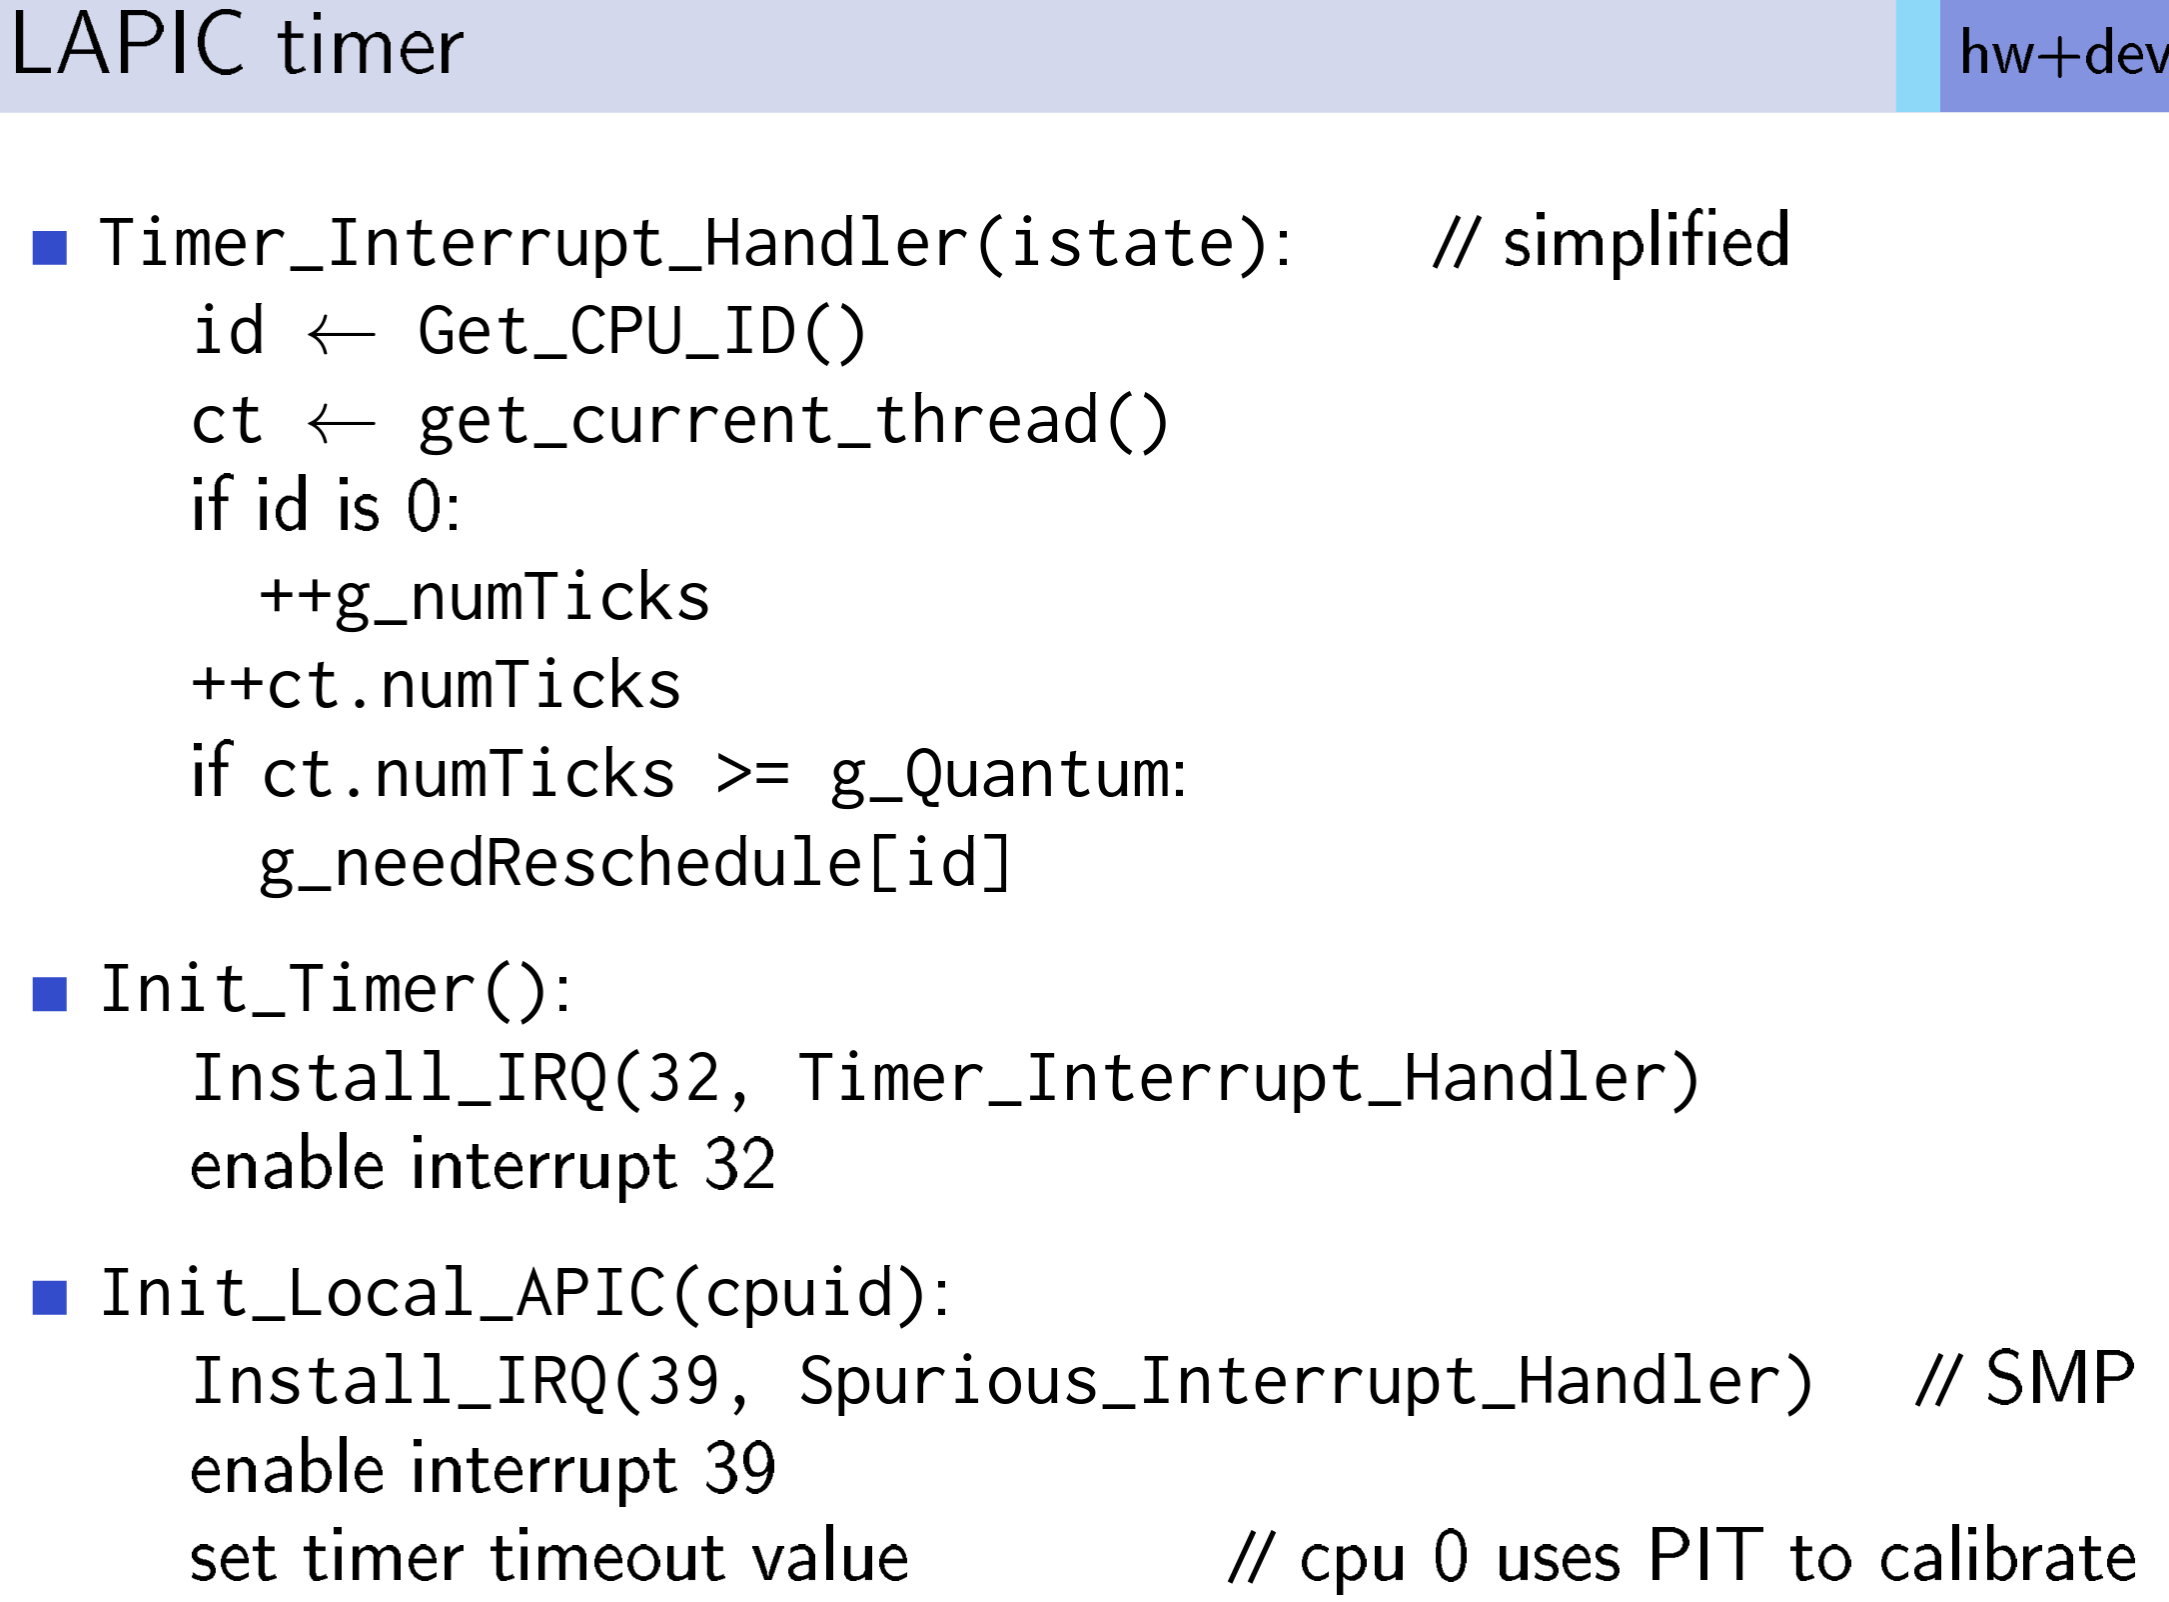 LAPIC timer
hw+dev
Timer_Interrupt_Handler(istate): // simplified
id ← Get_CPU_ID()
ct ← get_current_thread()
if id is 0:
++g_numTicks
++ct.numTicks
if ct.numTicks >= g_Quantum:
g_needReschedule[id]
Init_Timer():
Install_IRQ(32, Timer_Interrupt_Handler)
enable interrupt 32
Init_Local_APIC(cpuid):
Install_IRQ(39, Spurious_Interrupt_Handler) // SMP
enable interrupt 39
set timer timeout value // cpu 0 uses PIT to calibrate